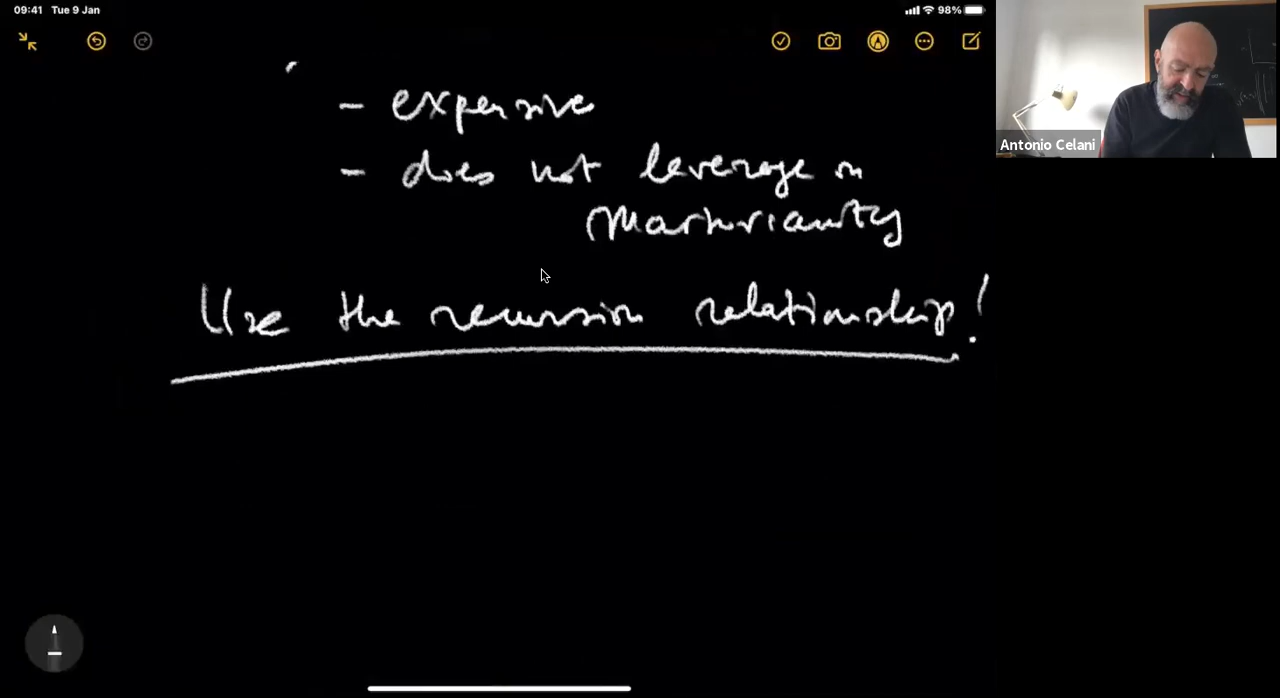 09:41 Tue 9 Jan 98%
- expensive
- does not leverage on
Markovianity
Use the recursion relationship!
Antonio Celani